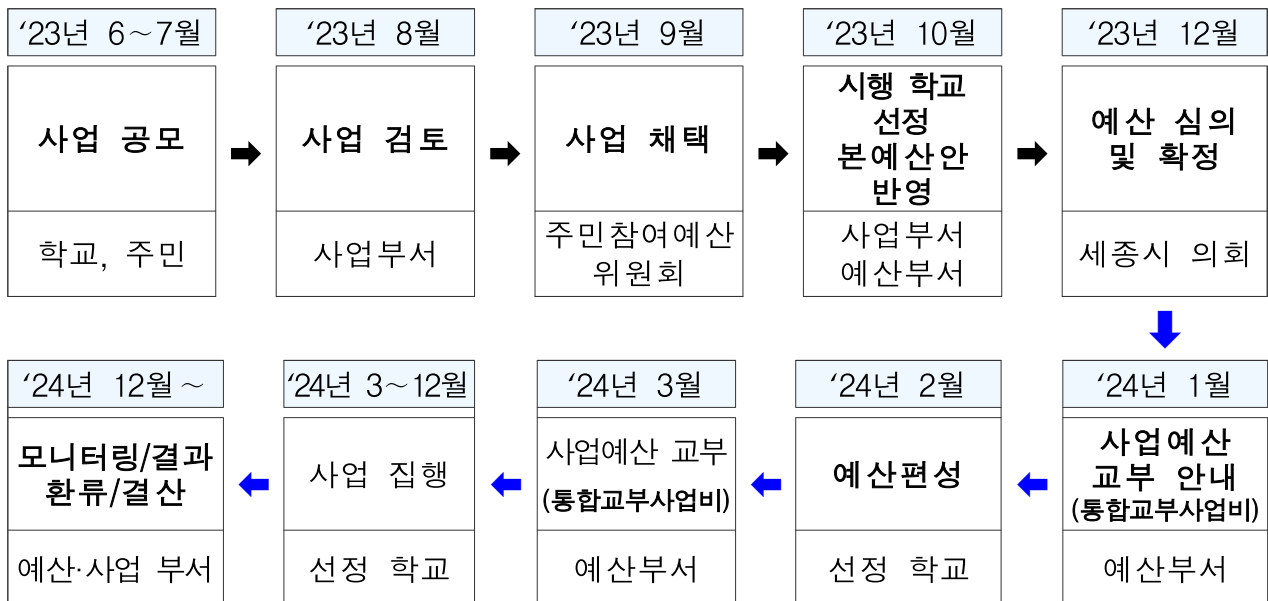 ‘23년 6～7월
사업 공모
학교, 주민
‘23년 8월
사업 검토
사업부서
‘23년 9월
사업 채택
주민참여예산
위원회
‘23년 10월
시행 학교
선정
본예산안
반영
사업부서
예산부서
‘23년 12월
예산 심의
및 확정
세종시 의회
‘24년 1월
사업예산
교부 안내
(통합교부사업비)
예산부서
‘24년 2월
예산편성
선정 학교
‘24년 3월
사업예산 교부
(통합교부사업비)
예산부서
‘24년 3～12월
사업 집행
선정 학교
‘24년 12월～
모니터링/결과
환류/결산
예산·사업 부서